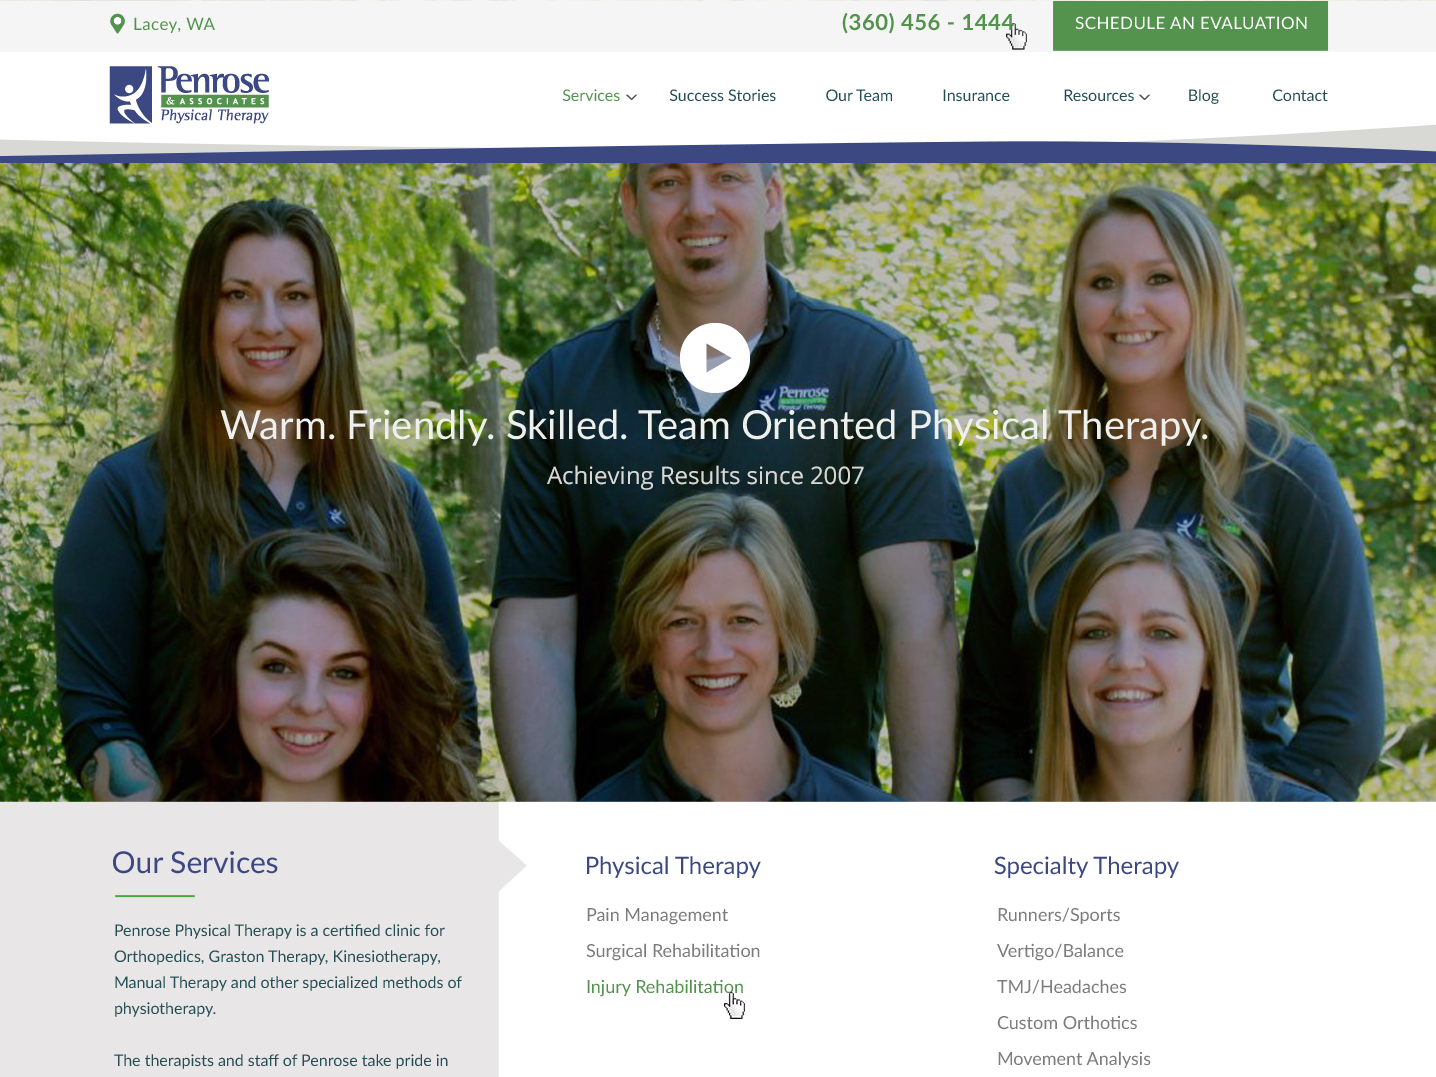 Lacey, WA
(360) 456 - 1444
SCHEDULE AN EVALUATION
Penrose
& ASSOCIATES
Physical Therapy
Services
Success Stories
Our Team
Insurance
Resources
Blog
Contact
Penrose
Physical Therapy
Warm. Friendly. Skilled. Team Oriented Physical Therapy.
Achieving Results since 2007
Our Services
Penrose Physical Therapy is a certified clinic for
Orthopedics, Graston Therapy, Kinesiotherapy,
Manual Therapy and other specialized methods of
physiotherapy.
The therapists and staff of Penrose take pride in
Physical Therapy
Pain Management
Surgical Rehabilitation
Injury Rehabilitation
Specialty Therapy
Runners/Sports
Vertigo/Balance
TMJ/Headaches
Custom Orthotics
Movement Analysis